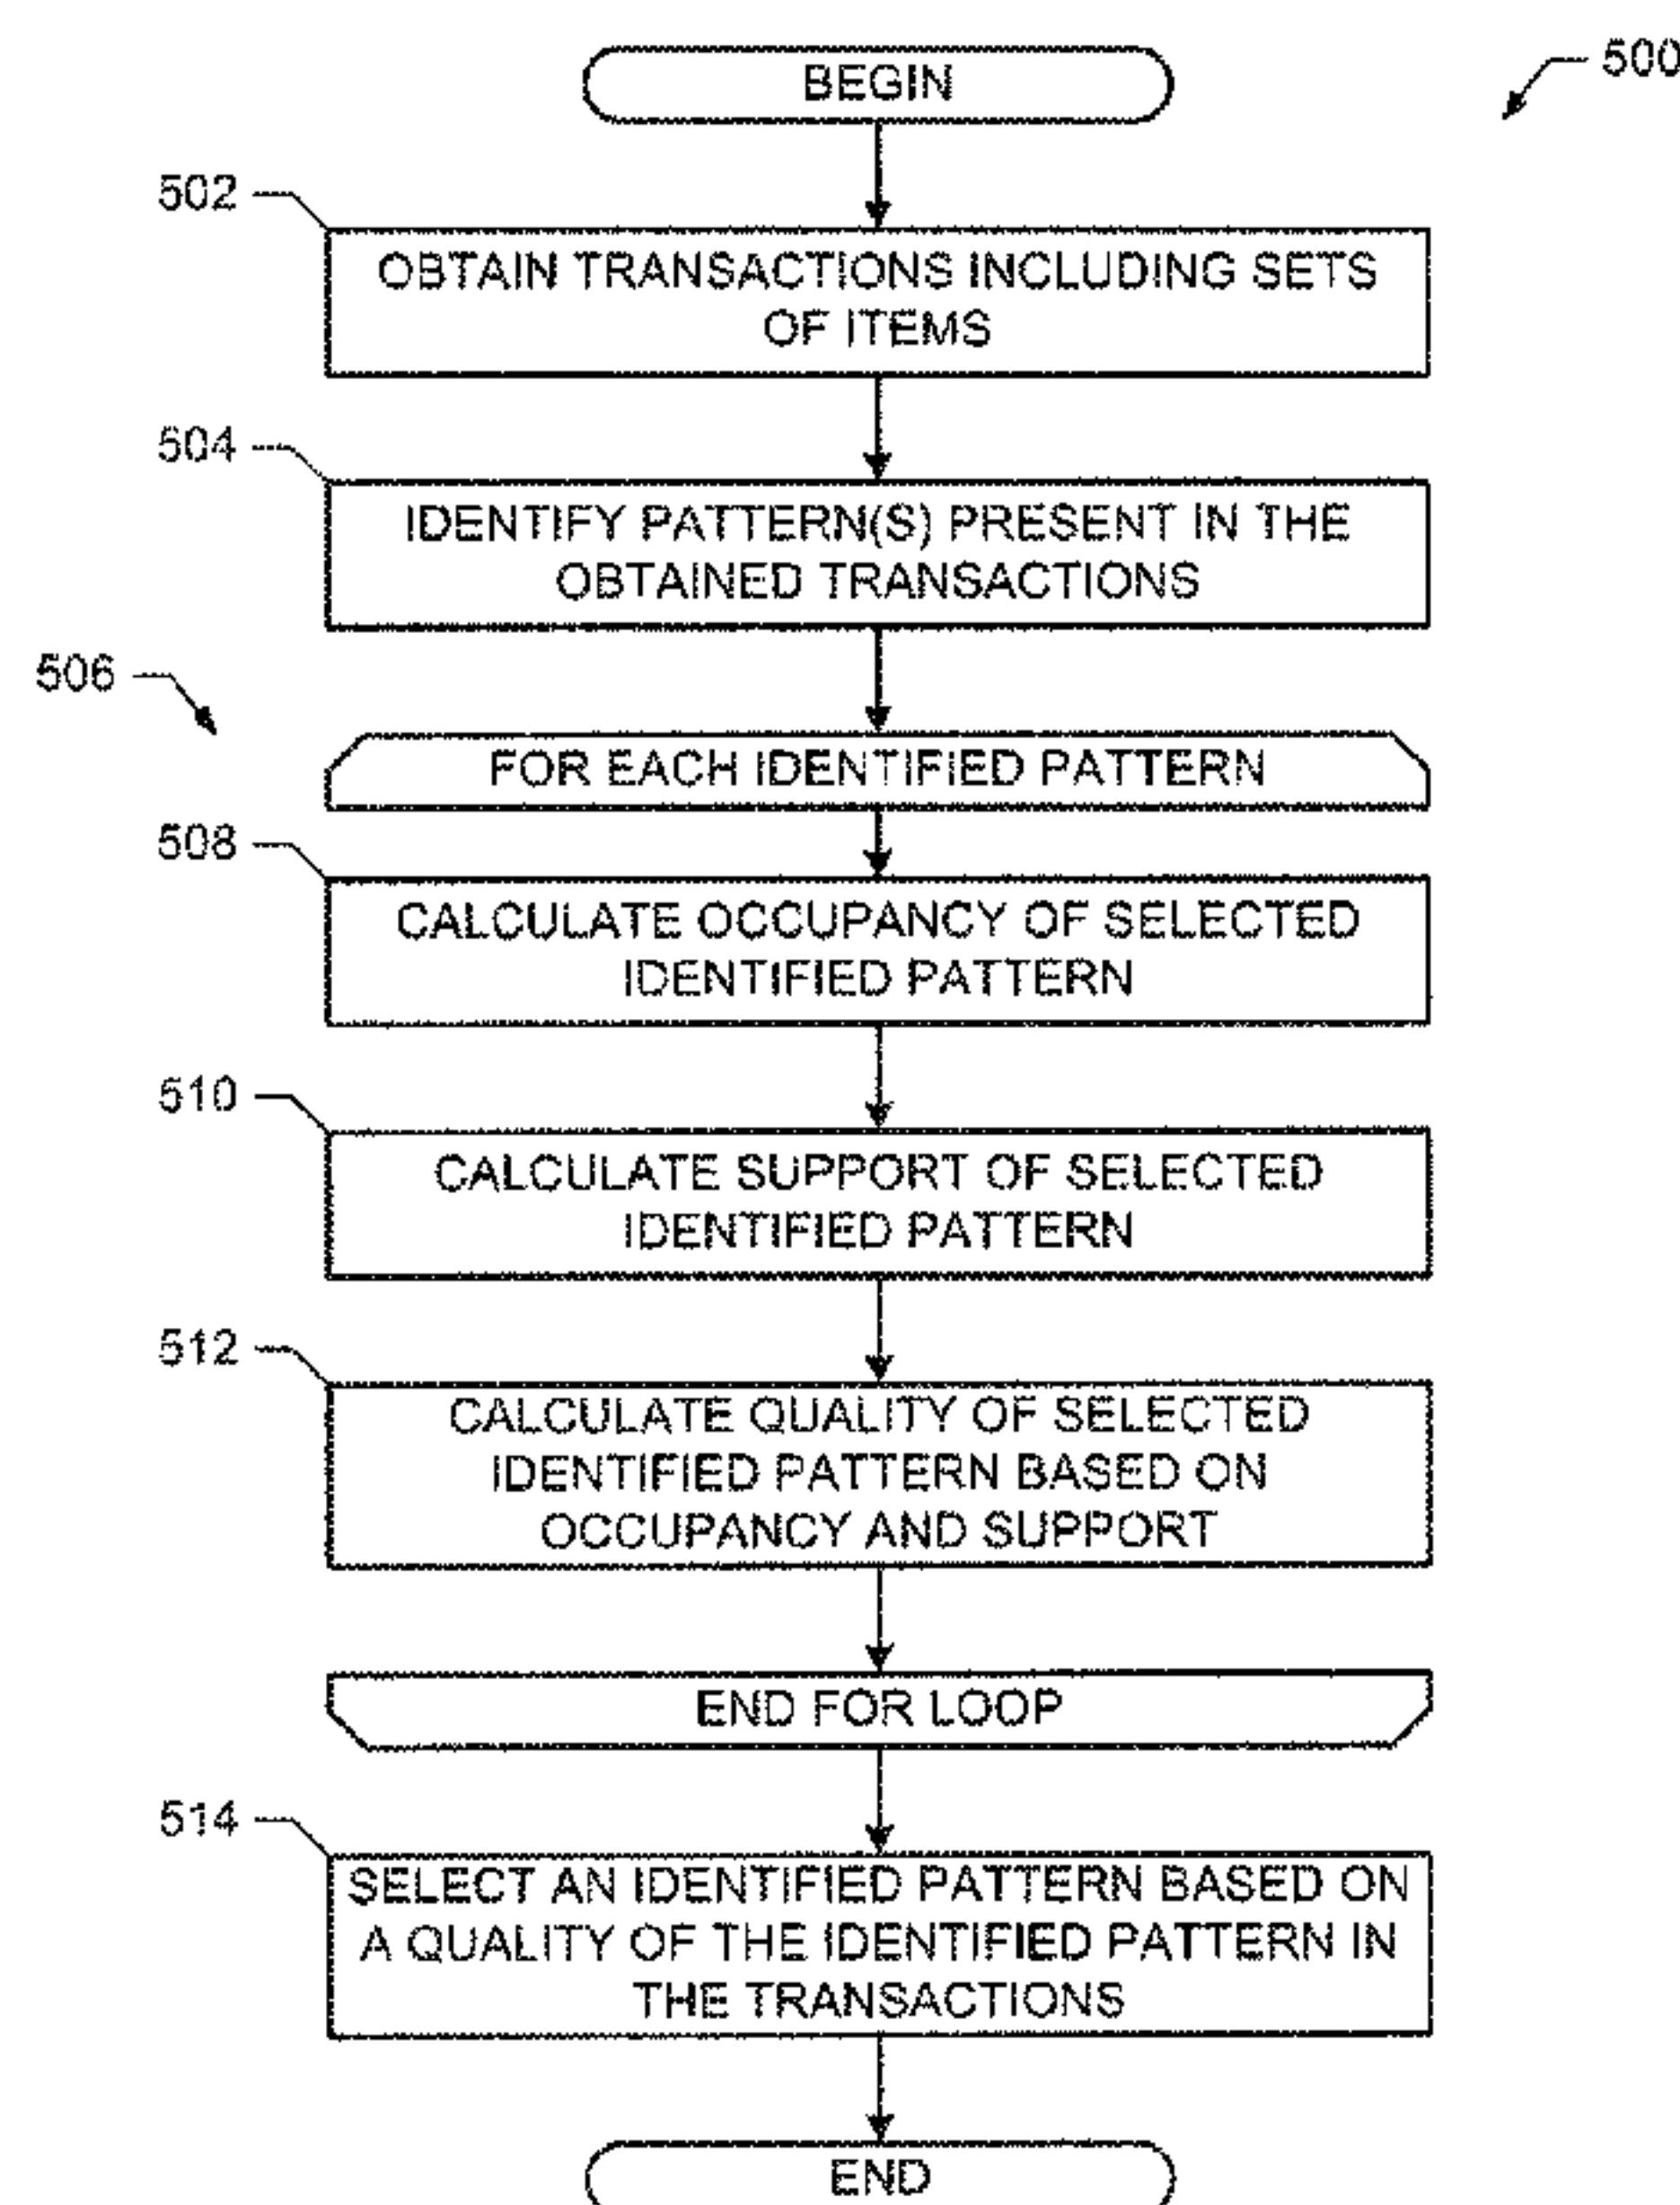 BEGIN
500
502
OBTAIN TRANSACTIONS INCLUDING SETS
OF ITEMS
504
IDENTIFY PATTERN(S) PRESENT IN THE
OBTAINED TRANSACTIONS
506
FOR EACH IDENTIFIED PATTERN
508
CALCULATE OCCUPANCY OF SELECTED
IDENTIFIED PATTERN
510
CALCULATE SUPPORT OF SELECTED
IDENTIFIED PATTERN
512
CALCULATE QUALITY OF SELECTED
IDENTIFIED PATTERN BASED ON
OCCUPANCY AND SUPPORT
END FOR LOOP
514
SELECT AN IDENTIFIED PATTERN BASED ON
A QUALITY OF THE IDENTIFIED PATTERN IN
THE TRANSACTIONS
END